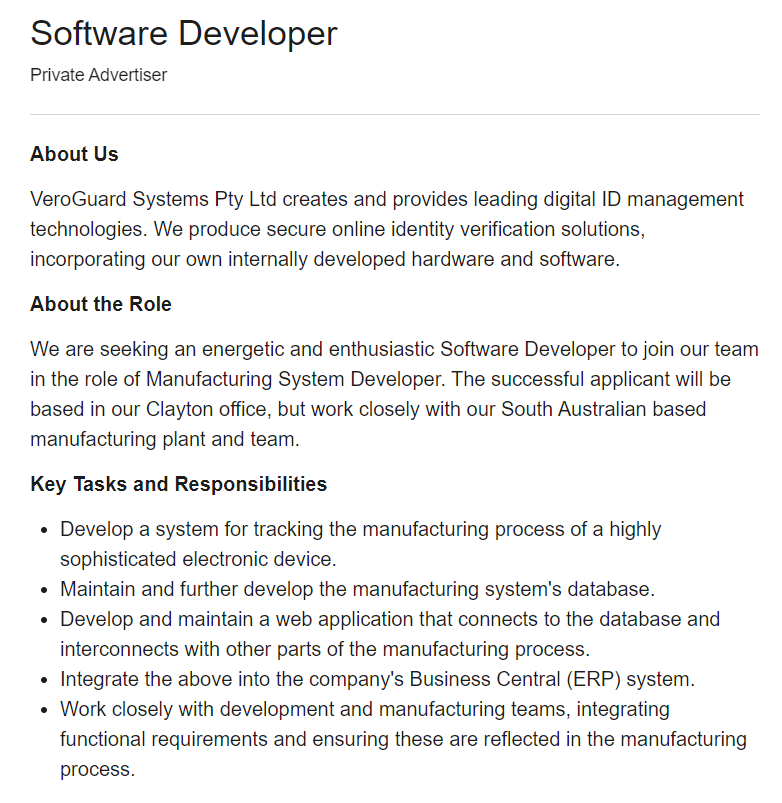 Software Developer
Private Advertiser
About Us
VeroGuard Systems Pty Ltd creates and provides leading digital ID management
technologies. We produce secure online identity verification solutions,
incorporating our own internally developed hardware and software.
About the Role
We are seeking an energetic and enthusiastic Software Developer to join our team
in the role of Manufacturing System Developer. The successful applicant will be
based in our Clayton office, but work closely with our South Australian based
manufacturing plant and team.
Key Tasks and Responsibilities
• Develop a system for tracking the manufacturing process of a highly
sophisticated electronic device.
• Maintain and further develop the manufacturing system's database.
• Develop and maintain a web application that connects to the database and
interconnects with other parts of the manufacturing process.
• Integrate the above into the company's Business Central (ERP) system.
• Work closely with development and manufacturing teams, integrating
functional requirements and ensuring these are reflected in the manufacturing
process.